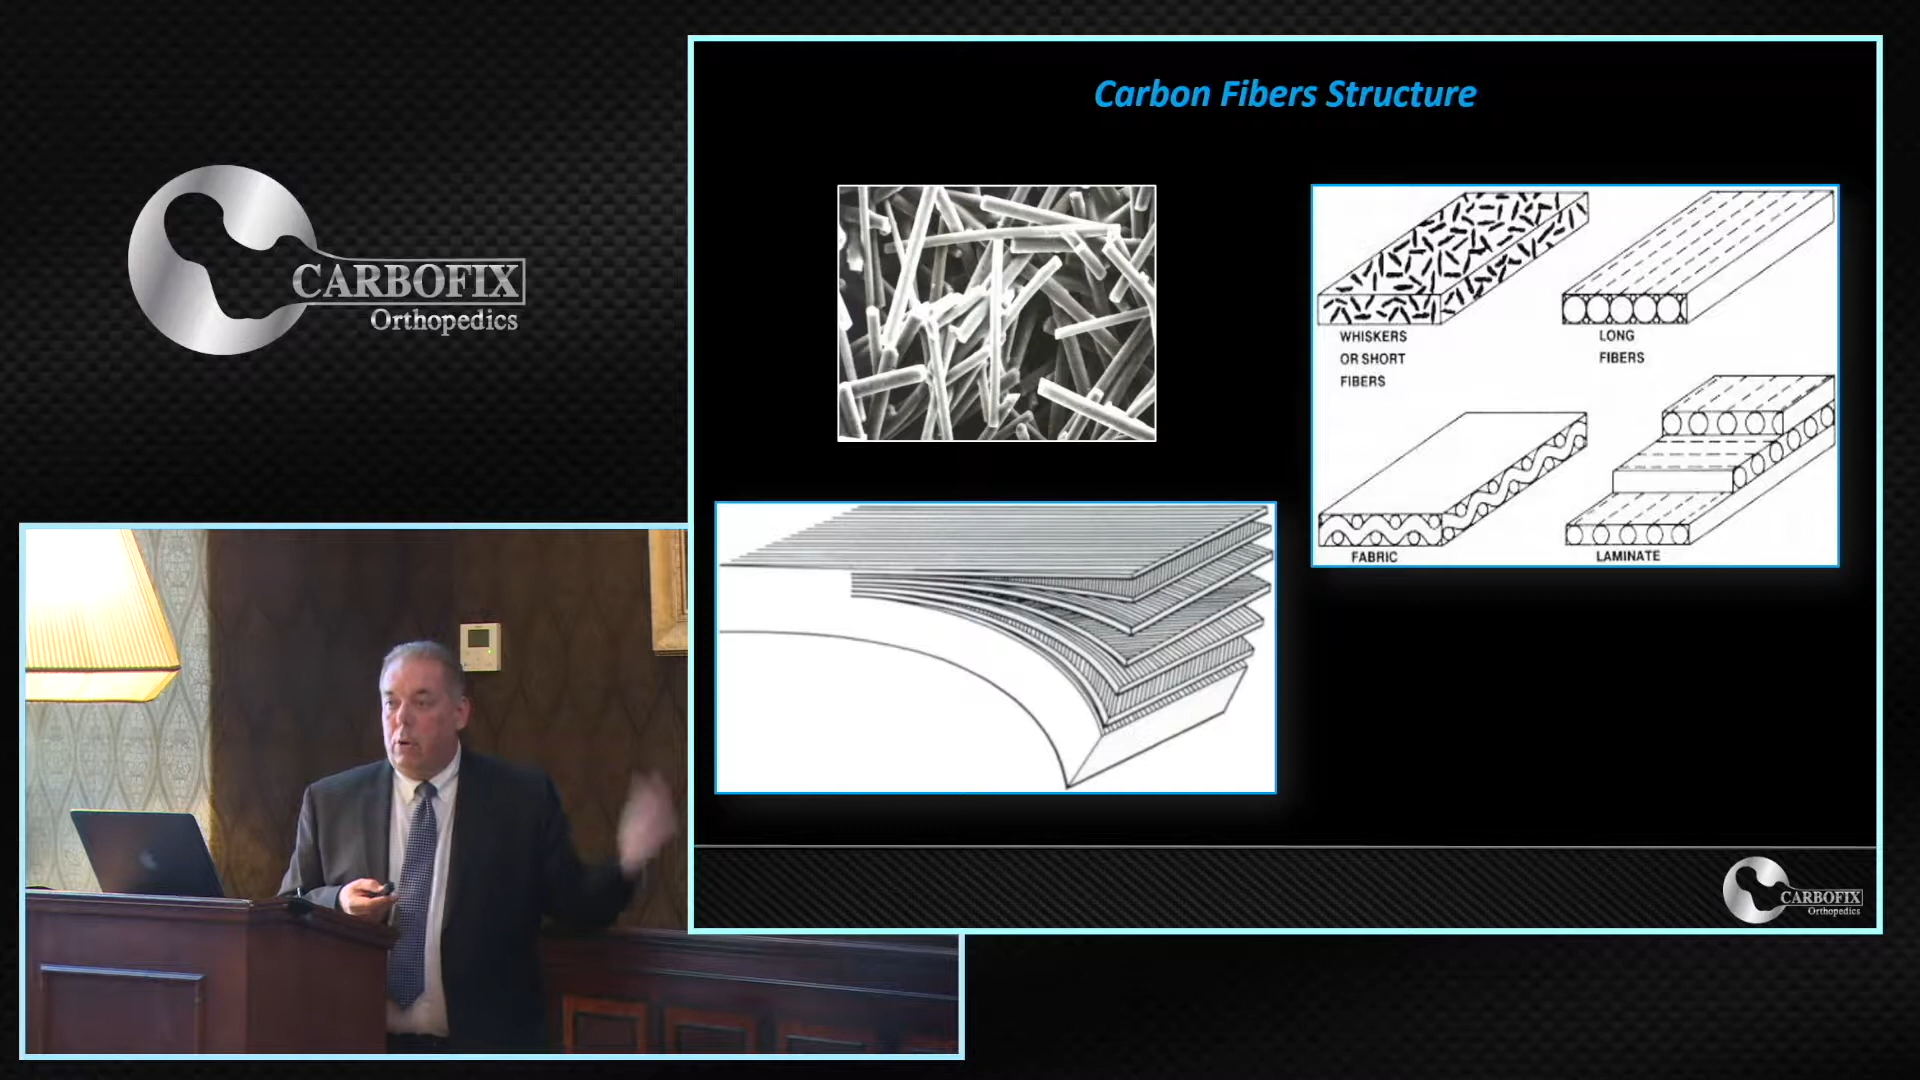 CARBOFIX
Orthopedics
Carbon Fibers Structure
WHISKERS
OR SHORT
FIBERS
LONG
FIBERS
FABRIC
LAMINATE
CARBOFIX
Orthopedics